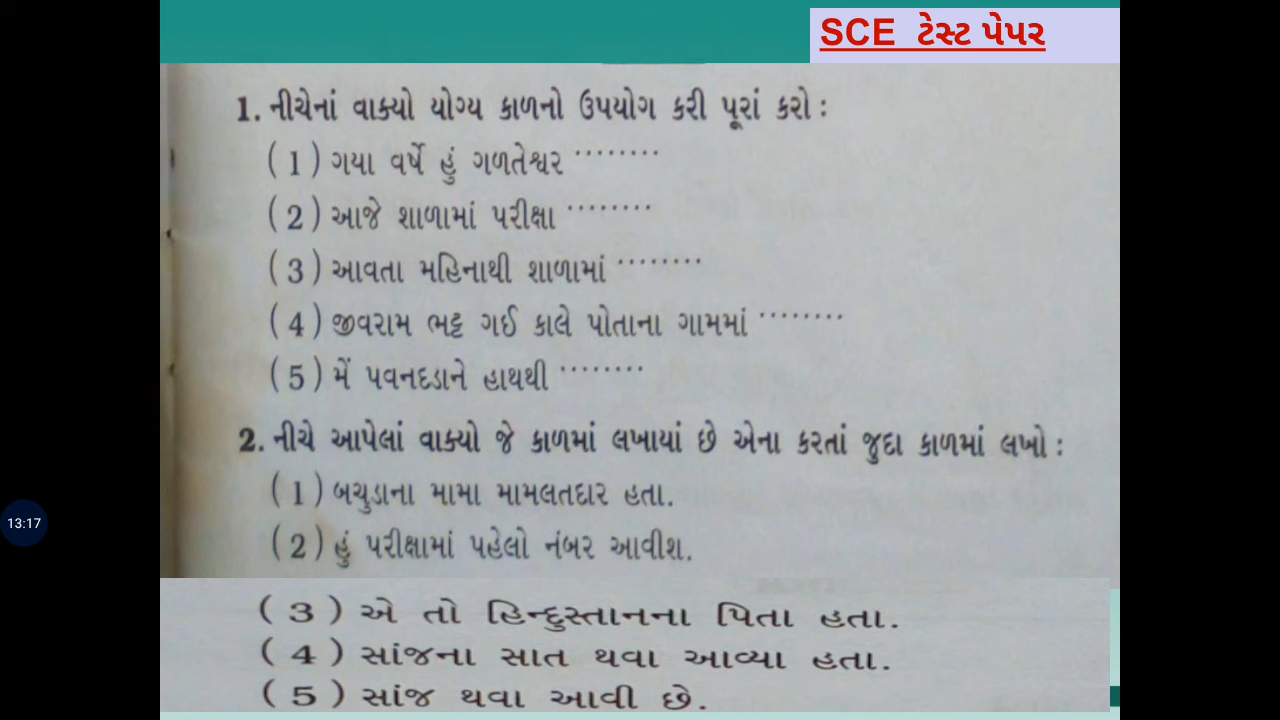 SCE ટેસ્ટ પેપર
1. નીચેનાં વાક્યો યોગ્ય કાળનો ઉપયોગ કરી પૂરાં કરો :
( 1 ) ગયા વર્ષે હું ગળતેશ્વર ········
( 2 ) આજે શાળામાં પરીક્ષા ········
( 3 ) આવતા મહિનાથી શાળામાં ········
( 4 ) જીવરામ ભટ્ટ ગઈ કાલે પોતાના ગામમાં ········
( 5 ) મેં પવનદડાને હાથથી ········
2. નીચે આપેલાં વાક્યો જે કાળમાં લખાયાં છે એના કરતાં જુદા કાળમાં લખો :
( 1 ) બચુડાના મામા મામલતદાર હતા.
( 2 ) હું પરીક્ષામાં પહેલો નંબર આવીશ.
13:17
( 3 ) એ તો હિન્દુસ્તાનના પિતા હતા.
( 4 ) સાંજના સાત થવા આવ્યા હતા.
( 5 ) સાંજ થવા આવી છે.